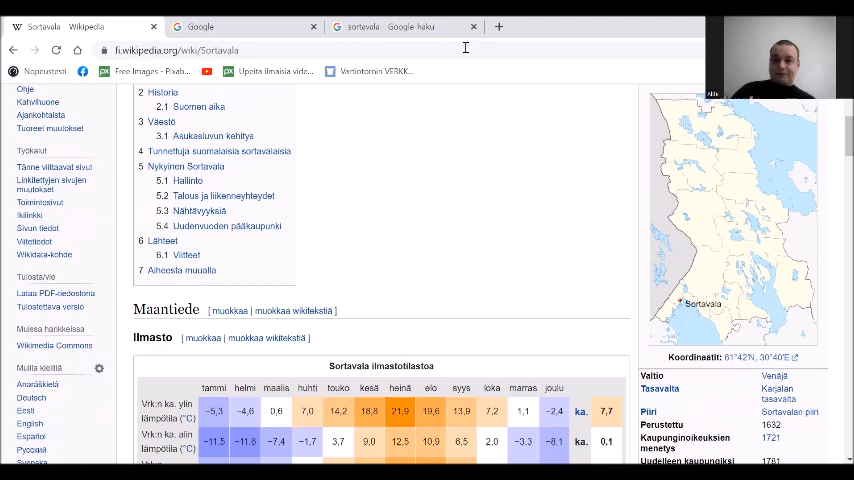 Sortavala Wikipedia
Google
sortavala Google haku
fi.wikipedia.org/wiki/Sortavala
Nopeustesti
Free Images - Pixab...
Upeita ilmaisia vide...
Vartiotornin VERKK...
Ohje
Kahvihuone
Ajankohtaista
Tuoreet muutokset
Työkalut
Tänne viittaavat sivut
Linkitettyjen sivujen
muutokset
Toimintosivut
Ikilinkki
Sivun tiedot
Viitetiedot
Wikidata-kohde
Tulosta/vie
Lataa PDF-tiedostona
Tulostettava versio
Muissa hankkeissa
Wikimedia Commons
Muilla kielillä
Anarâškielâ
Deutsch
Eesti
English
Español
Русский
Svenska
2 Historia
2.1 Suomen aika
3 Väestö
3.1 Asukasluvun kehitys
4 Tunnettuja suomalaisia sortavalaisia
5 Nykyinen Sortavala
5.1 Hallinto
5.2 Talous ja liikenneyhteydet
5.3 Nähtävyyksiä
5.4 Uudenvuoden pääkaupunki
6 Lähteet
6.1 Viitteet
7 Aiheesta muualla
Maantiede [ muokkaa | muokkaa wikitekstiä ]
Ilmasto [ muokkaa | muokkaa wikitekstiä ]
Sortavala ilmastotilastoa
tammi helmi maalis huhti touko kesä heinä elo syys loka marras joulu
Vrk:n ka. ylin
lämpötila (°C)
−5,3 −4,6 0,6 7,0 14,2 18,8 21,9 19,6 13,9 7,2 1,1 −2,4 ka. 7,7
Vrk:n ka. alin
lämpötila (°C)
−11,5 −11,6 −7,4 −1,7 3,7 9,0 12,5 10,9 6,5 2,0 −3,3 −8,1 ka. 0,1
Sortavala
Koordinaatit: 61°42′N, 30°40′E
Valtio Venäjä
Tasavalta Karjalan
tasavalta
Piiri Sortavalan piiri
Perustettu 1632
Kaupunginoikeuksien
menetys
1721
Uudelleen kaupungiksi 1781